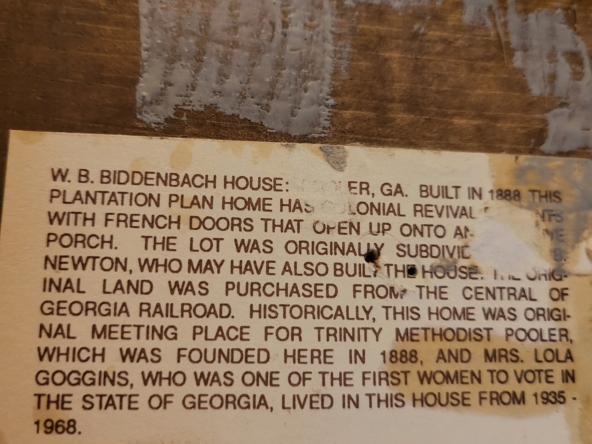 W. B. BIDDENBACH HOUSE: GA. BUILT IN 1888 THIS
PLANTATION PLAN HOME HAS COLONIAL REVIVAL
WITH FRENCH DOORS THAT OPEN UP ONTO
PORCH. THE LOT WAS ORIGINALLY
NEWTON, WHO MAY HAVE ALSO BUILT THE HOUSE. THE ORIG-
INAL LAND WAS PURCHASED FROM THE CENTRAL OF
GEORGIA RAILROAD. HISTORICALLY, THIS HOME WAS ORIGI-
NAL MEETING PLACE FOR TRINITY METHODIST POOLER,
WHICH WAS FOUNDED HERE IN 1888, AND MRS. LOLA
GOGGINS, WHO WAS ONE OF THE FIRST WOMEN TO VOTE IN
THE STATE OF GEORGIA, LIVED IN THIS HOUSE FROM 1935 -
1968.